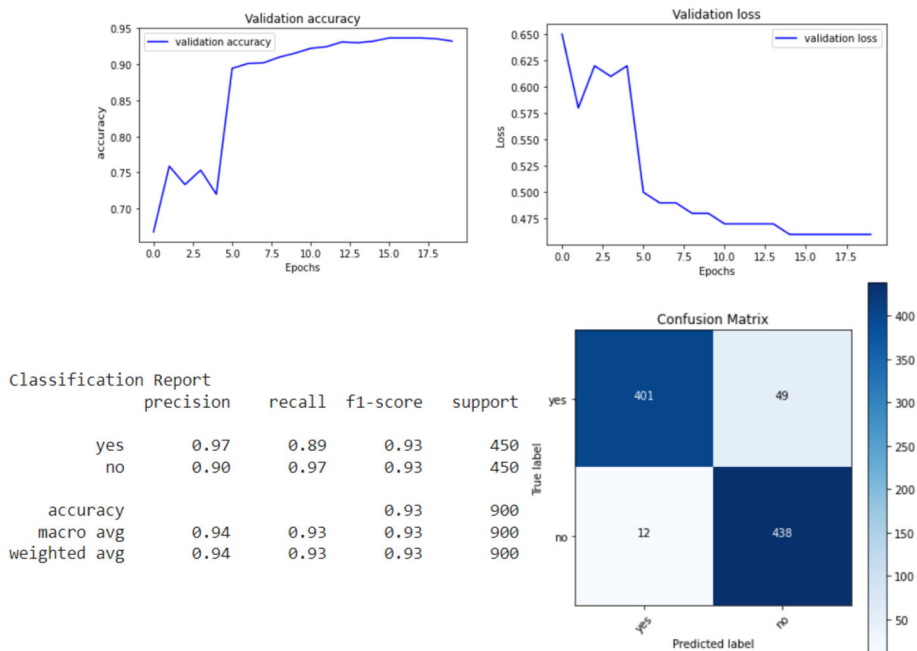 Validation accuracy
validation accuracy
0.95
0.90
0.85
0.80
0.75
0.70
accuracy
0.0 2.5 5.0 7.5 10.0 12.5 15.0 17.5
Epochs
Validation loss
validation loss
0.650
0.625
0.600
0.575
0.550
0.525
0.500
0.475
Loss
0.0 2.5 5.0 7.5 10.0 12.5 15.0 17.5
Epochs
Classification Report
precision recall f1-score support
yes 0.97 0.89 0.93 450
no 0.90 0.97 0.93 450
accuracy 0.93 900
macro avg 0.94 0.93 0.93 900
weighted avg 0.94 0.93 0.93 900
Confusion Matrix
yes 401 49
no 12 438
True label
yes no
Predicted label
400
350
300
250
200
150
100
50